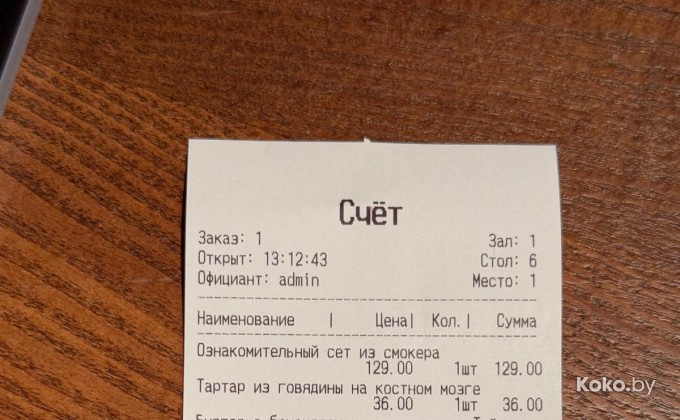 Счёт
Заказ: 1 Зал: 1
Открыт: 13:12:43 Стол: 6
Официант: admin Место: 1
Наименование | Цена| Кол.| Сумма
Ознакомительный сет из смокера
129.00 1шт 129.00
Тартар из говядины на костном мозге
36.00 1шт 36.00
Koko.by